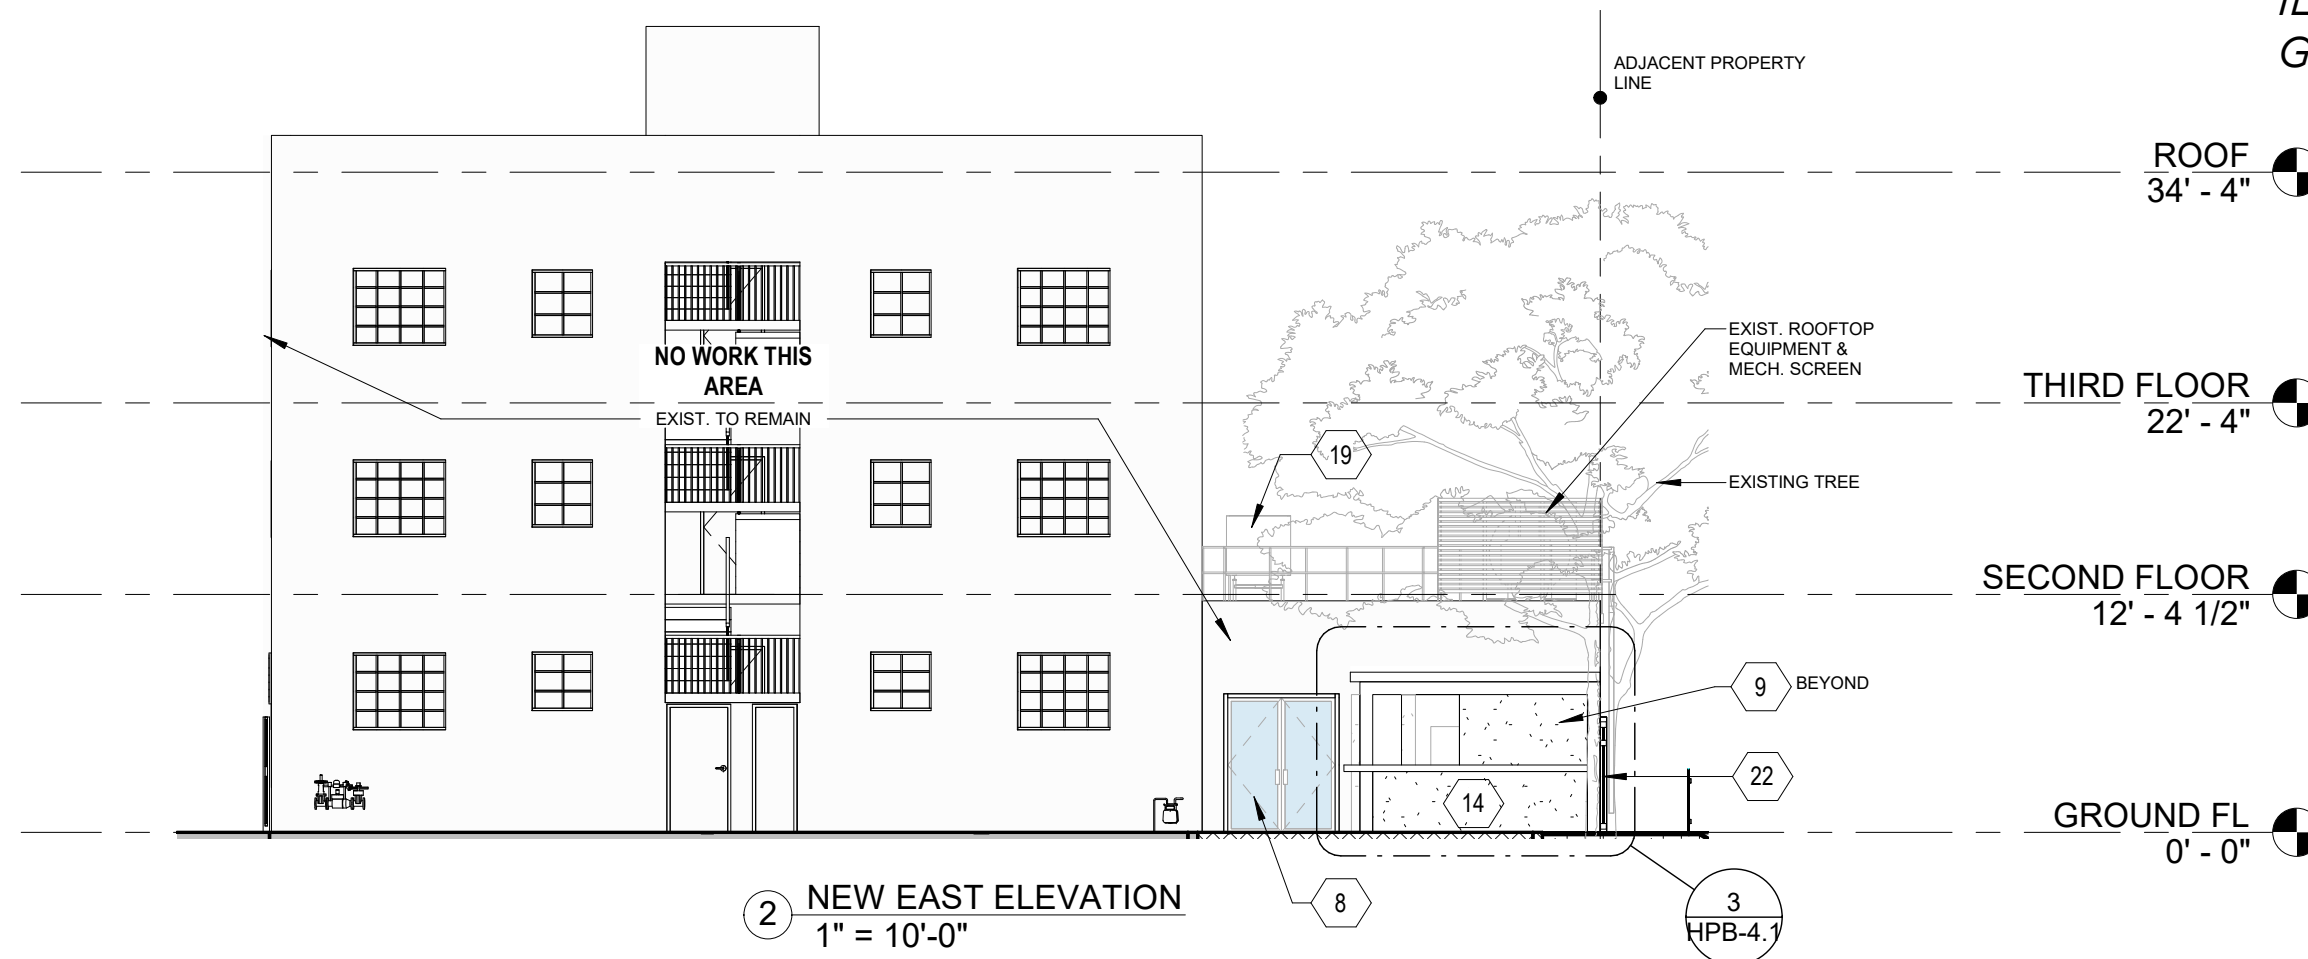 G
ADJACENT PROPERTY
LINE
ROOF
34' - 4"
EXIST. ROOFTOP
EQUIPMENT &
MECH. SCREEN
NO WORK THIS
AREA
EXIST. TO REMAIN
THIRD FLOOR
22' - 4"
19
EXISTING TREE
SECOND FLOOR
12' - 4 1/2"
9 BEYOND
22
14
GROUND FL
0' - 0"
8
2 NEW EAST ELEVATION
1" = 10'-0"
3
HPB-4.1